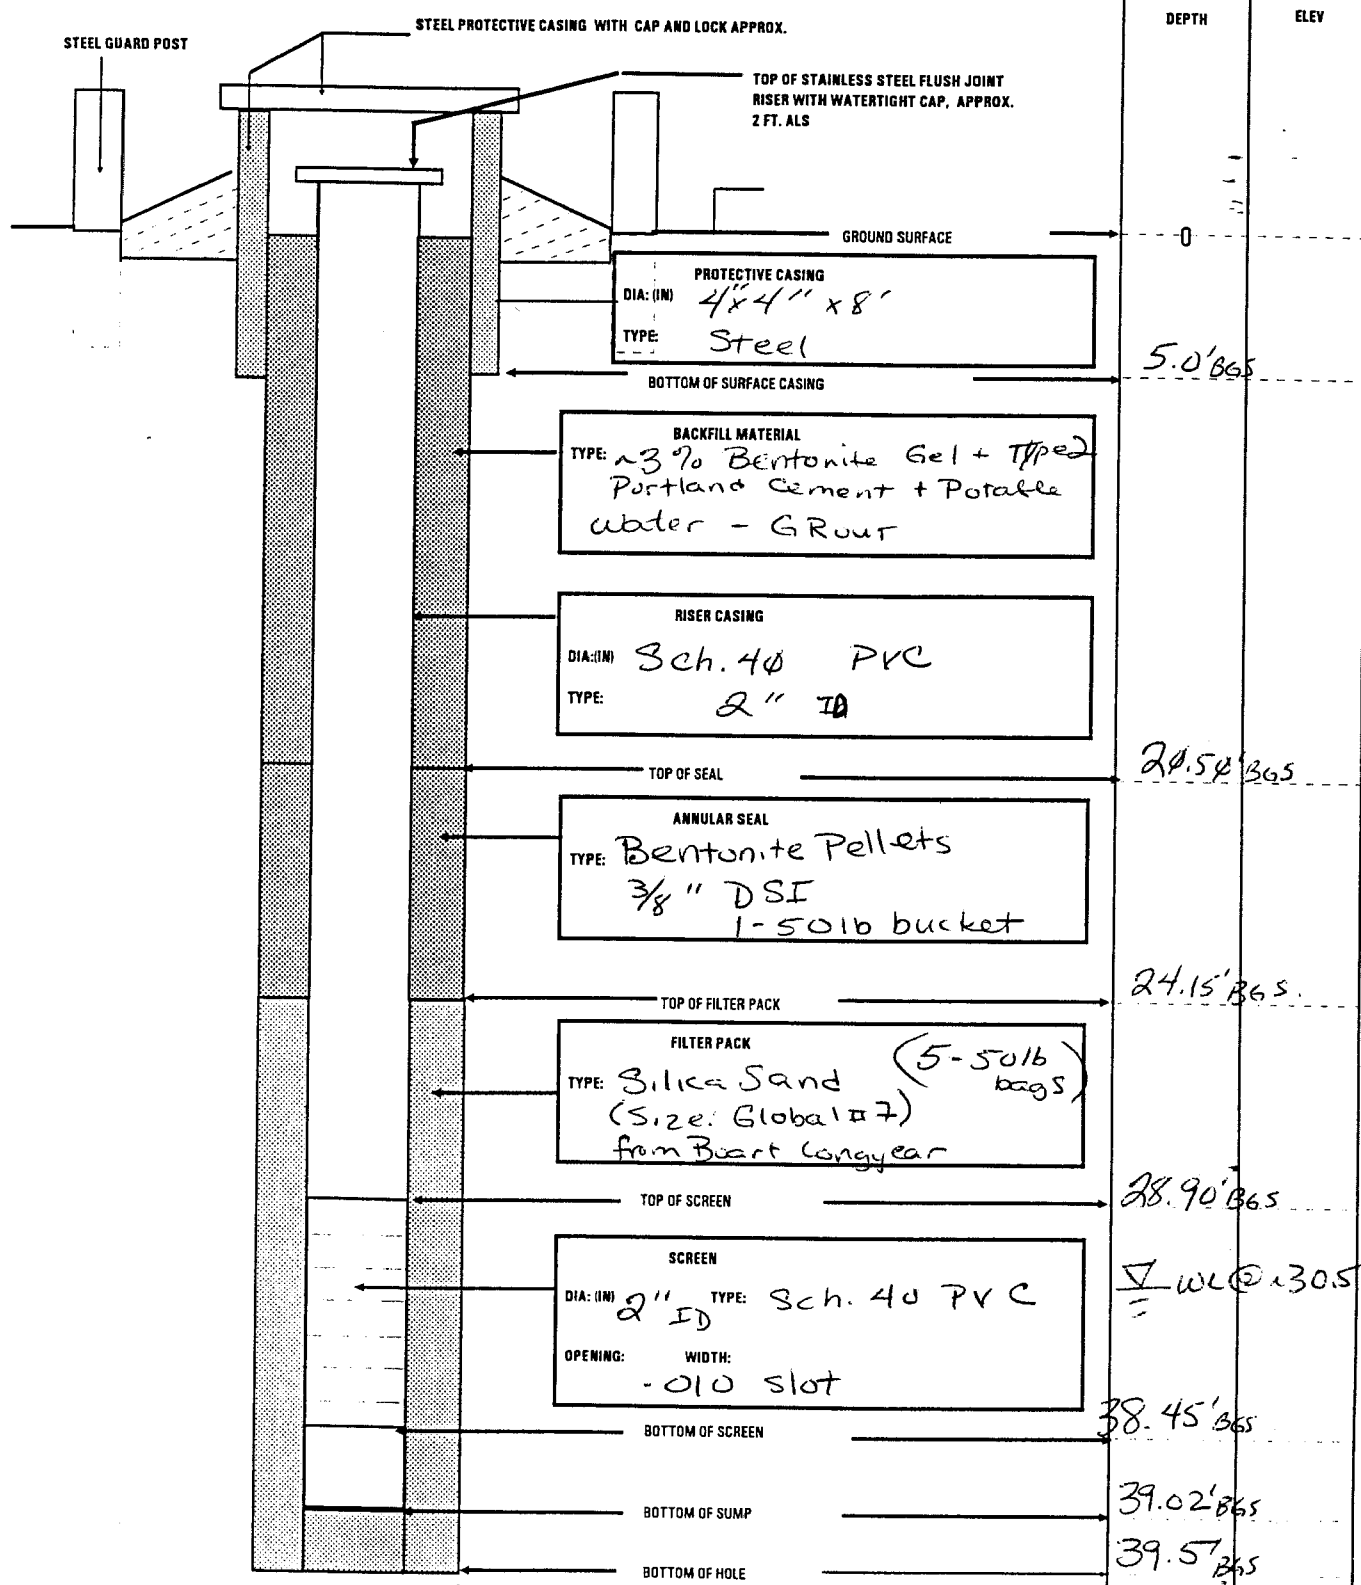 DEPTH
ELEV
STEEL PROTECTIVE CASING WITH CAP AND LOCK APPROX.
STEEL GUARD POST
TOP OF STAINLESS STEEL FLUSH JOINT
RISER WITH WATERTIGHT CAP, APPROX.
2 FT. ALS
GROUND SURFACE
0
PROTECTIVE CASING
DIA: (IN) 4"x4" x 8'
TYPE: Steel
BOTTOM OF SURFACE CASING
5.0' BGS
BACKFILL MATERIAL
TYPE: ~3% Bentonite Gel + Type2
Portland Cement + Potable
water - GRout
RISER CASING
DIA:(IN) Sch. 40 PVC
TYPE: 2" ID
TOP OF SEAL
20.50' BGS
ANNULAR SEAL
TYPE: Bentonite Pellets
3/8" DSI
1-50lb bucket
TOP OF FILTER PACK
24.15' BGS.
FILTER PACK
TYPE: Silica Sand (5-50lb bags)
(Size: Global #7)
from Boart Longyear
TOP OF SCREEN
28.90' BGS
SCREEN
DIA: (IN) 2" ID TYPE: Sch. 40 PVC
OPENING: WIDTH:
.010 slot
WL @ ~30.5
BOTTOM OF SCREEN
38.45' BGS
BOTTOM OF SUMP
39.02' BGS
BOTTOM OF HOLE
39.5' BGS